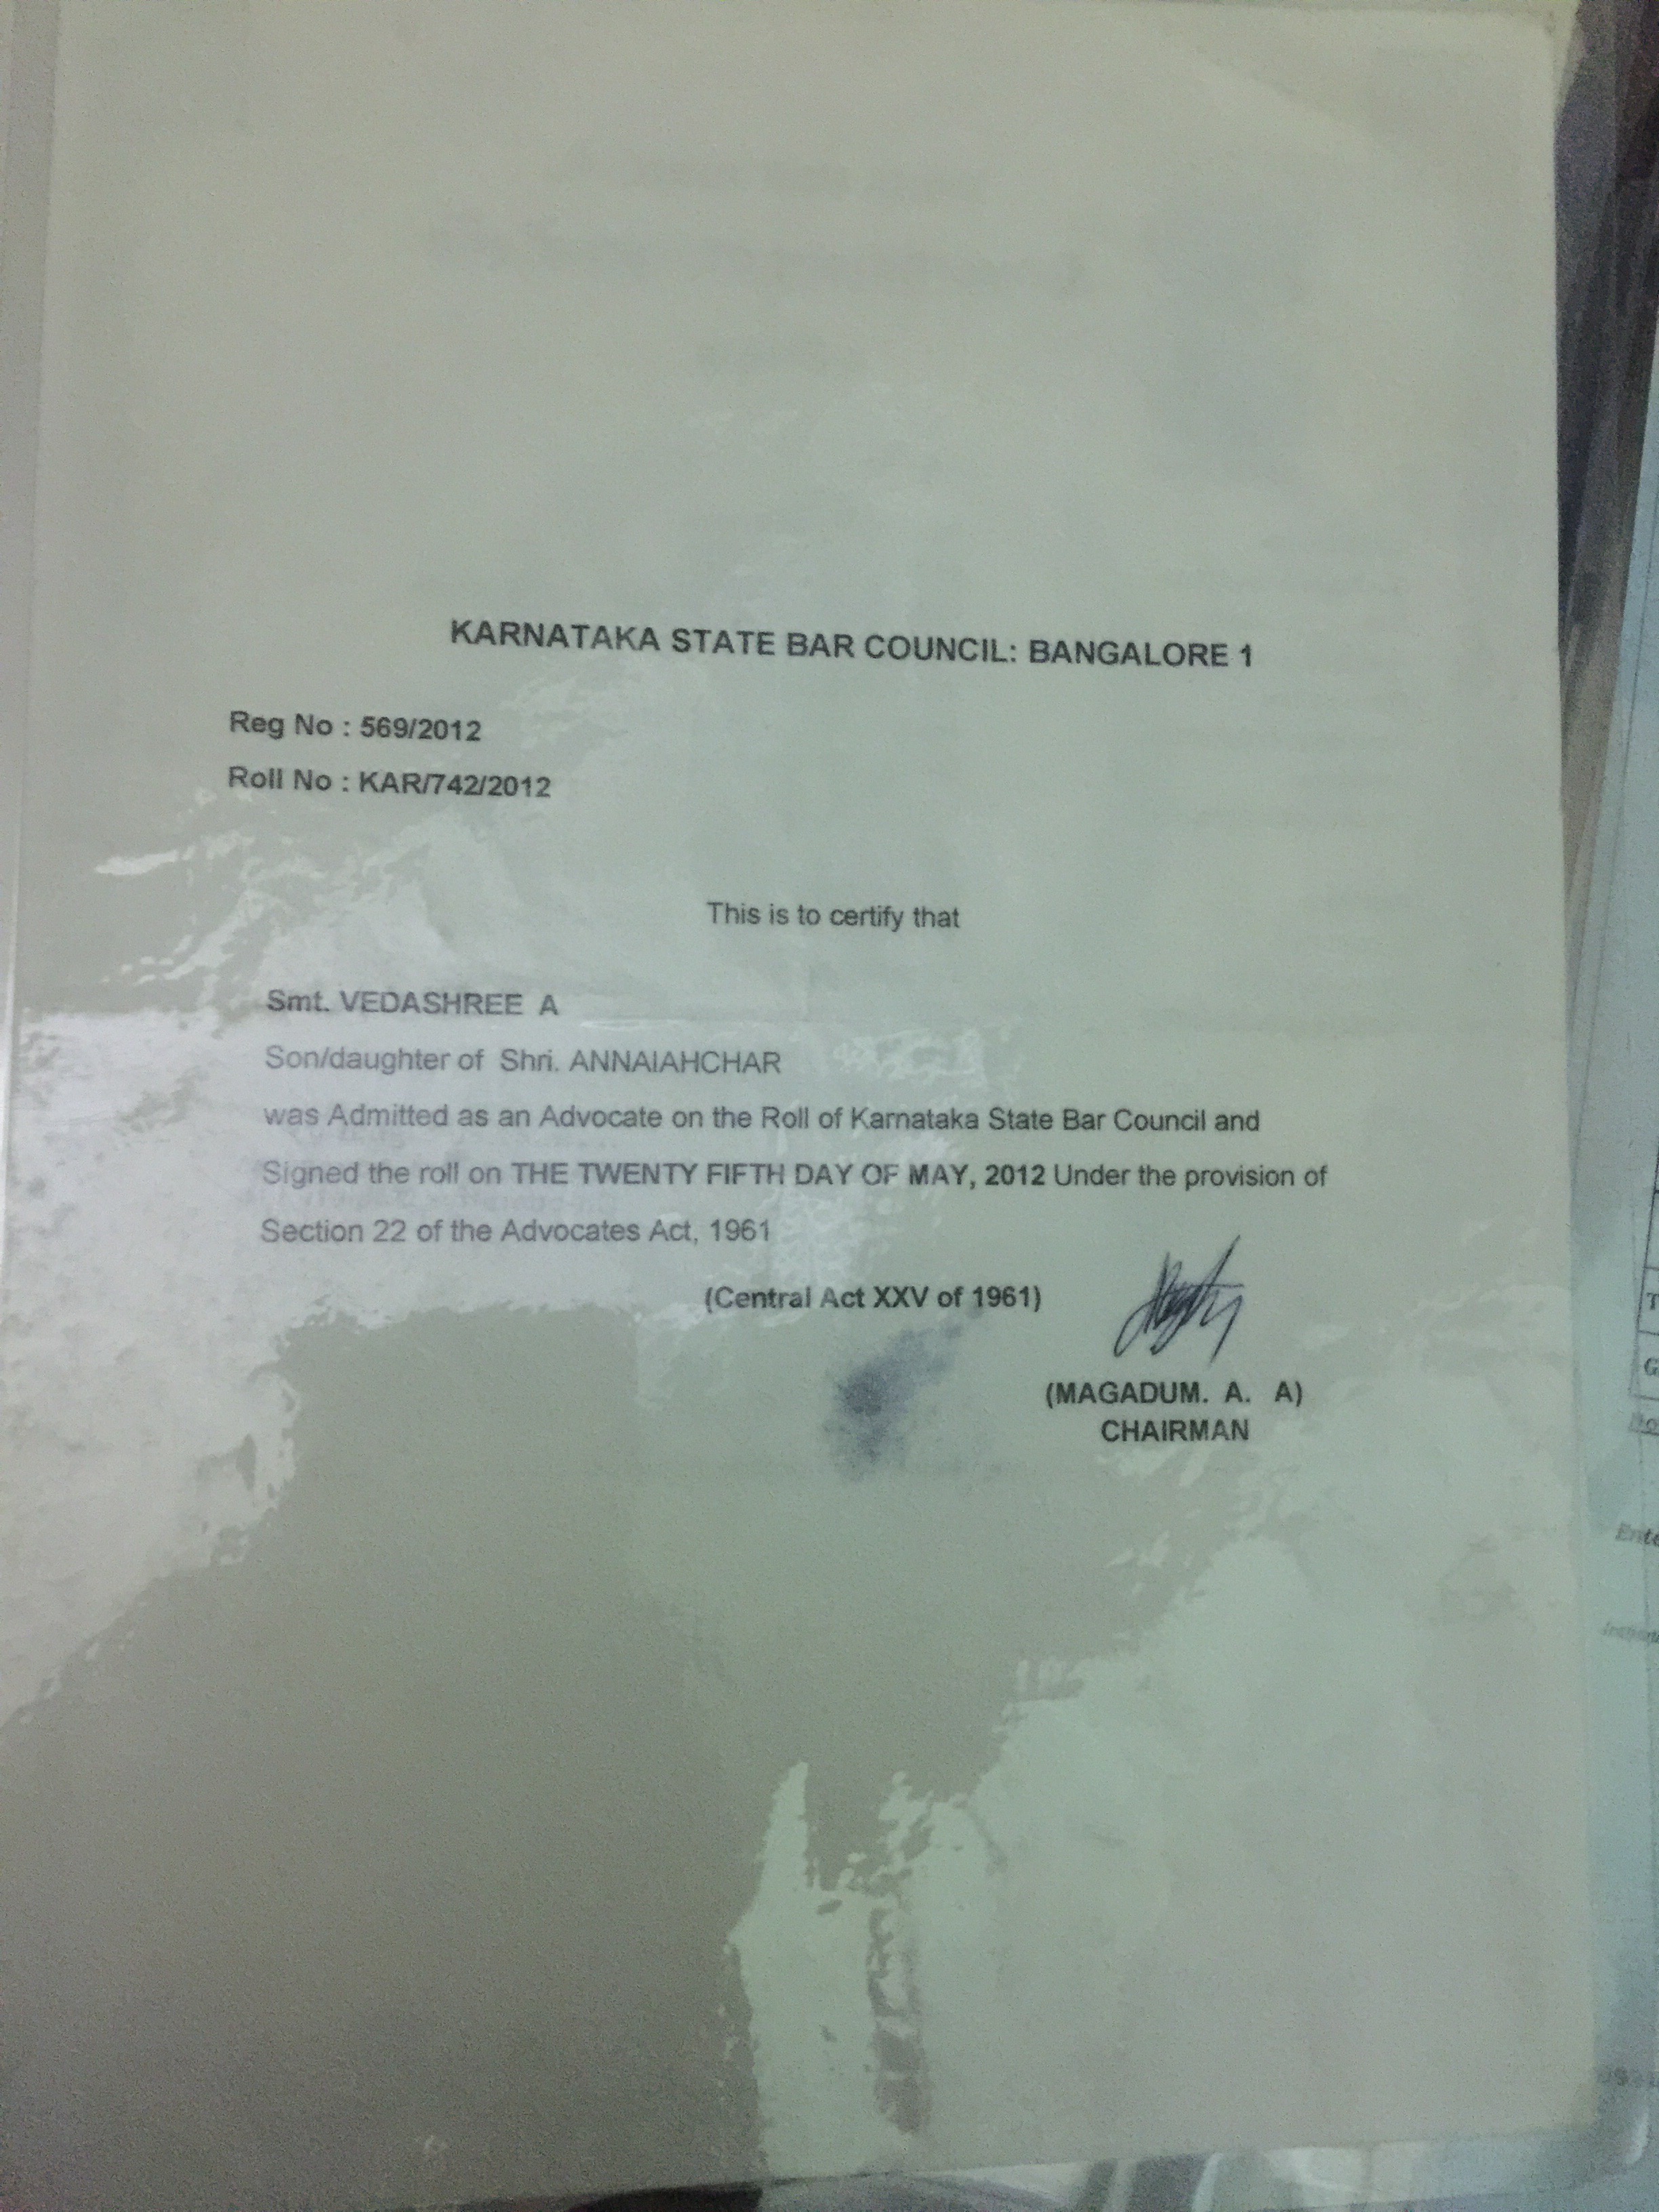 KARNATAKA STATE BAR COUNCIL: BANGALORE 1
Reg No : 569/2012
Roll No : KAR/742/2012
This is to certify that
Smt. VEDASHREE A
Son/daughter of Shri. ANNAIAHCHAR
was Admitted as an Advocate on the Roll of Karnataka State Bar Council and
Signed the roll on THE TWENTY FIFTH DAY OF MAY, 2012 Under the provision of
Section 22 of the Advocates Act, 1961
(Central Act XXV of 1961)
(MAGADUM. A. A)
CHAIRMAN